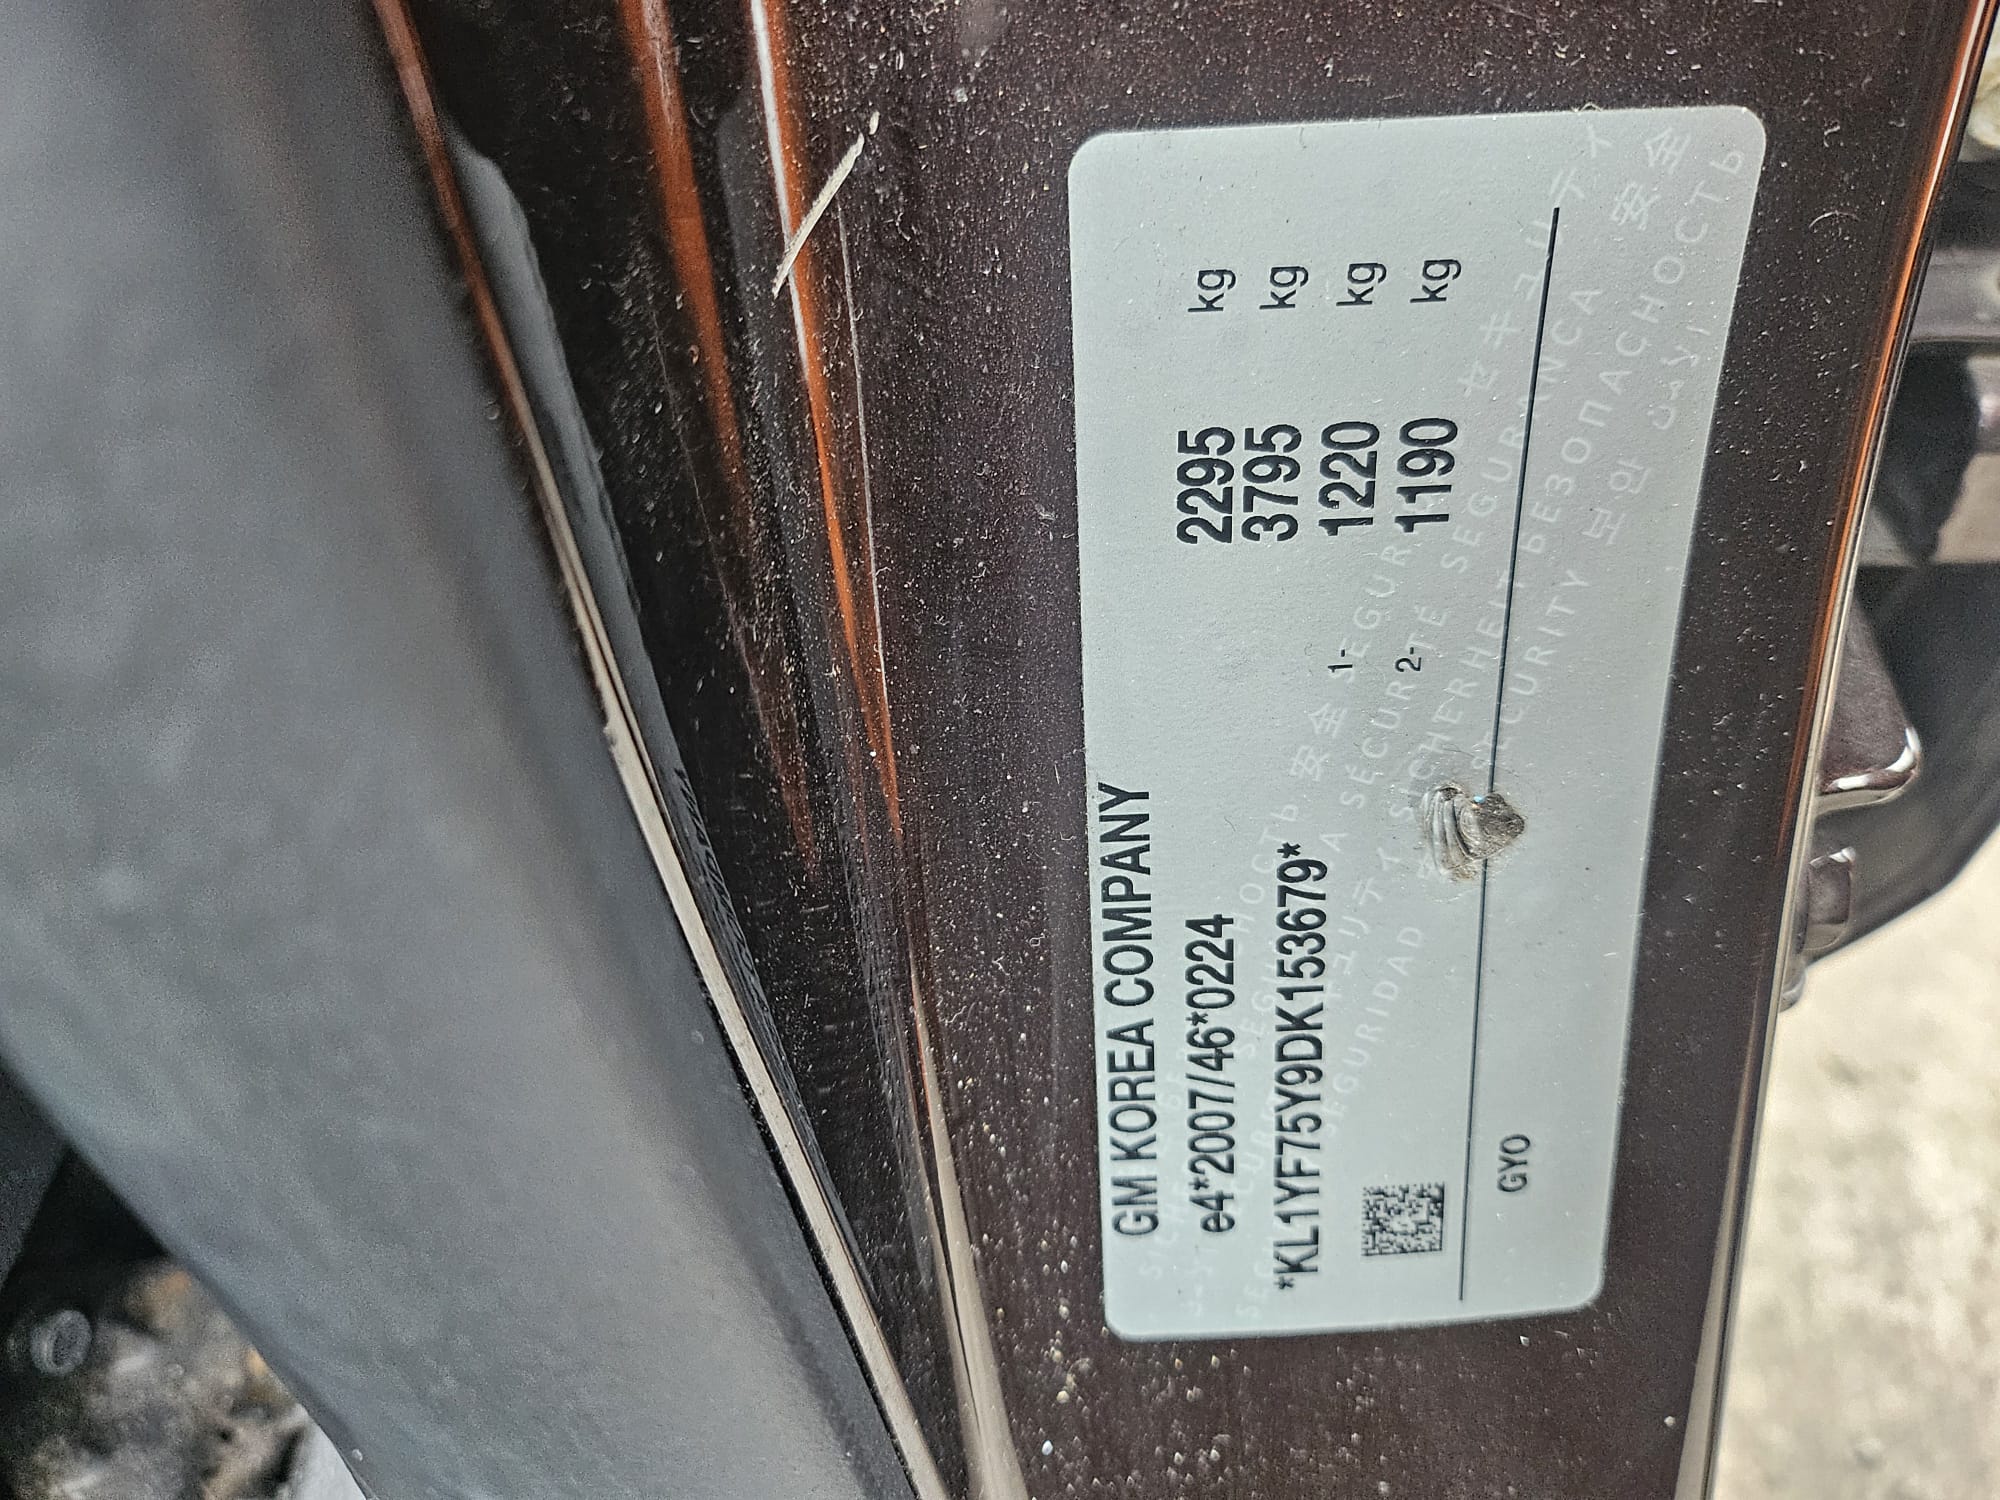 GM KOREA COMPANY
e4*2007/46*0224
*KL1YF75Y9DK153679*
2295 kg
3795 kg
1- 1220 kg
2- 1190 kg
GYO